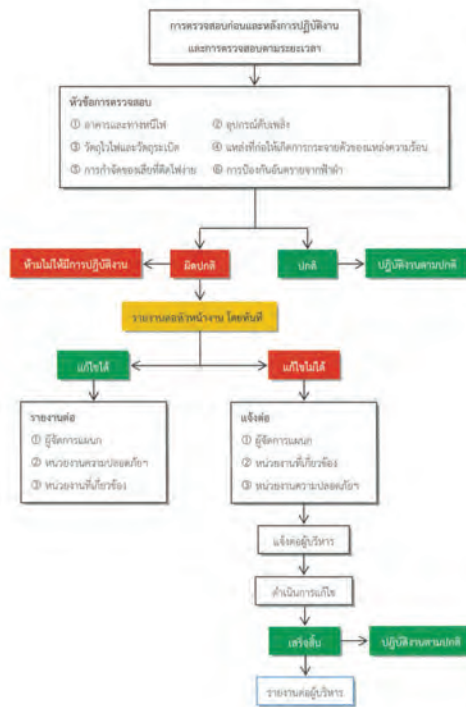 การตรวจสอบก่อนและหลังการปฏิบัติงาน
และการตรวจสอบตามระยะเวลา
หัวข้อการตรวจสอบ
① อาคารและทางหนีไฟ ② อุปกรณ์ดับเพลิง
③ วัตถุไวไฟและวัตถุระเบิด ④ แหล่งที่ก่อให้เกิดการกระจายตัวของแหล่งความร้อน
⑤ การกำจัดของเสียที่ติดไฟง่าย ⑥ การป้องกันอันตรายจากฟ้าผ่า
ห้ามไม่ให้มีการปฏิบัติงาน ผิดปกติ ปกติ ปฏิบัติงานตามปกติ
รายงานต่อหัวหน้างาน โดยทันที
แก้ไขได้ แก้ไขไม่ได้
รายงานต่อ
① ผู้จัดการแผนก
② หน่วยงานความปลอดภัยฯ
③ หน่วยงานที่เกี่ยวข้อง
แจ้งต่อ
① ผู้จัดการแผนก
② หน่วยงานที่เกี่ยวข้อง
③ หน่วยงานความปลอดภัยฯ
แจ้งต่อผู้บริหาร
ดำเนินการแก้ไข
เสร็จสิ้น ปฏิบัติงานตามปกติ
รายงานต่อผู้บริหาร